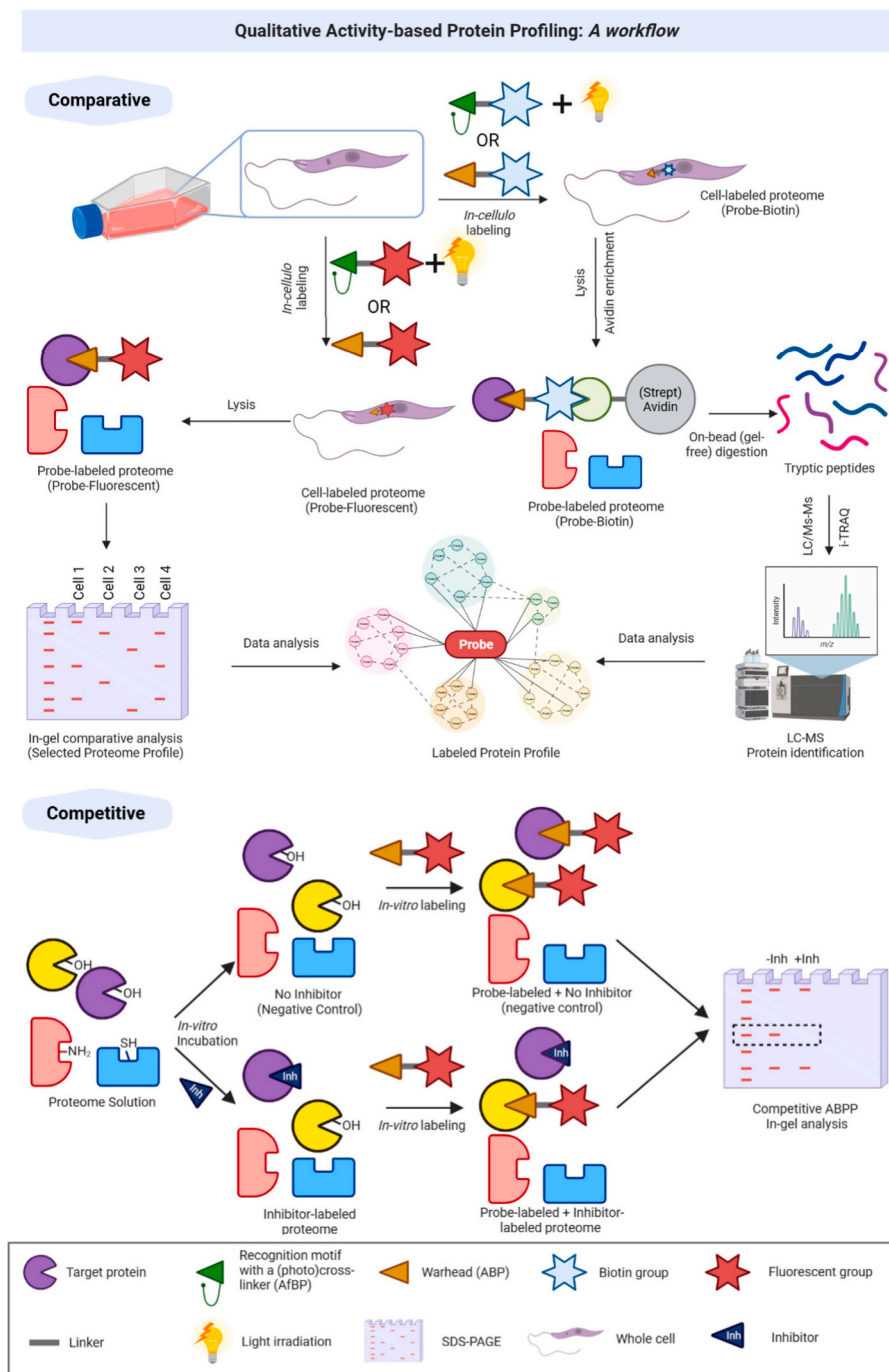 Qualitative Activity-based Protein Profiling: A workflow
Comparative
OR
In-cellulo
labeling
Cell-labeled proteome
(Probe-Biotin)
In-cellulo
labeling
OR
Lysis
Avidin enrichment
Lysis
Probe-labeled proteome
(Probe-Fluorescent)
Cell-labeled proteome
(Probe-Fluorescent)
(Strept)
Avidin
Probe-labeled proteome
(Probe-Biotin)
On-bead (gel-
free) digestion
Tryptic peptides
LC/Ms-Ms
i-TRAQ
Cell 1
Cell 2
Cell 3
Cell 4
Intensity
m/z
Data analysis
Probe
Data analysis
In-gel comparative analysis
(Selected Proteome Profile)
Labeled Protein Profile
LC-MS
Protein identification
Competitive
OH
OH
NH₂
SH
Proteome Solution
In-vitro
Incubation
Inh
OH
OH
No Inhibitor
(Negative Control)
In-vitro labeling
Probe-labeled + No Inhibitor
(negative control)
Inh
OH
Inhibitor-labeled
proteome
In-vitro labeling
Inh
Probe-labeled + Inhibitor-
labeled proteome
-Inh +Inh
Competitive ABPP
In-gel analysis
Target protein
Recognition motif
with a (photo)cross-
linker (AfBP)
Warhead (ABP)
Biotin group
Fluorescent group
Linker
Light irradiation
SDS-PAGE
Whole cell
Inh
Inhibitor